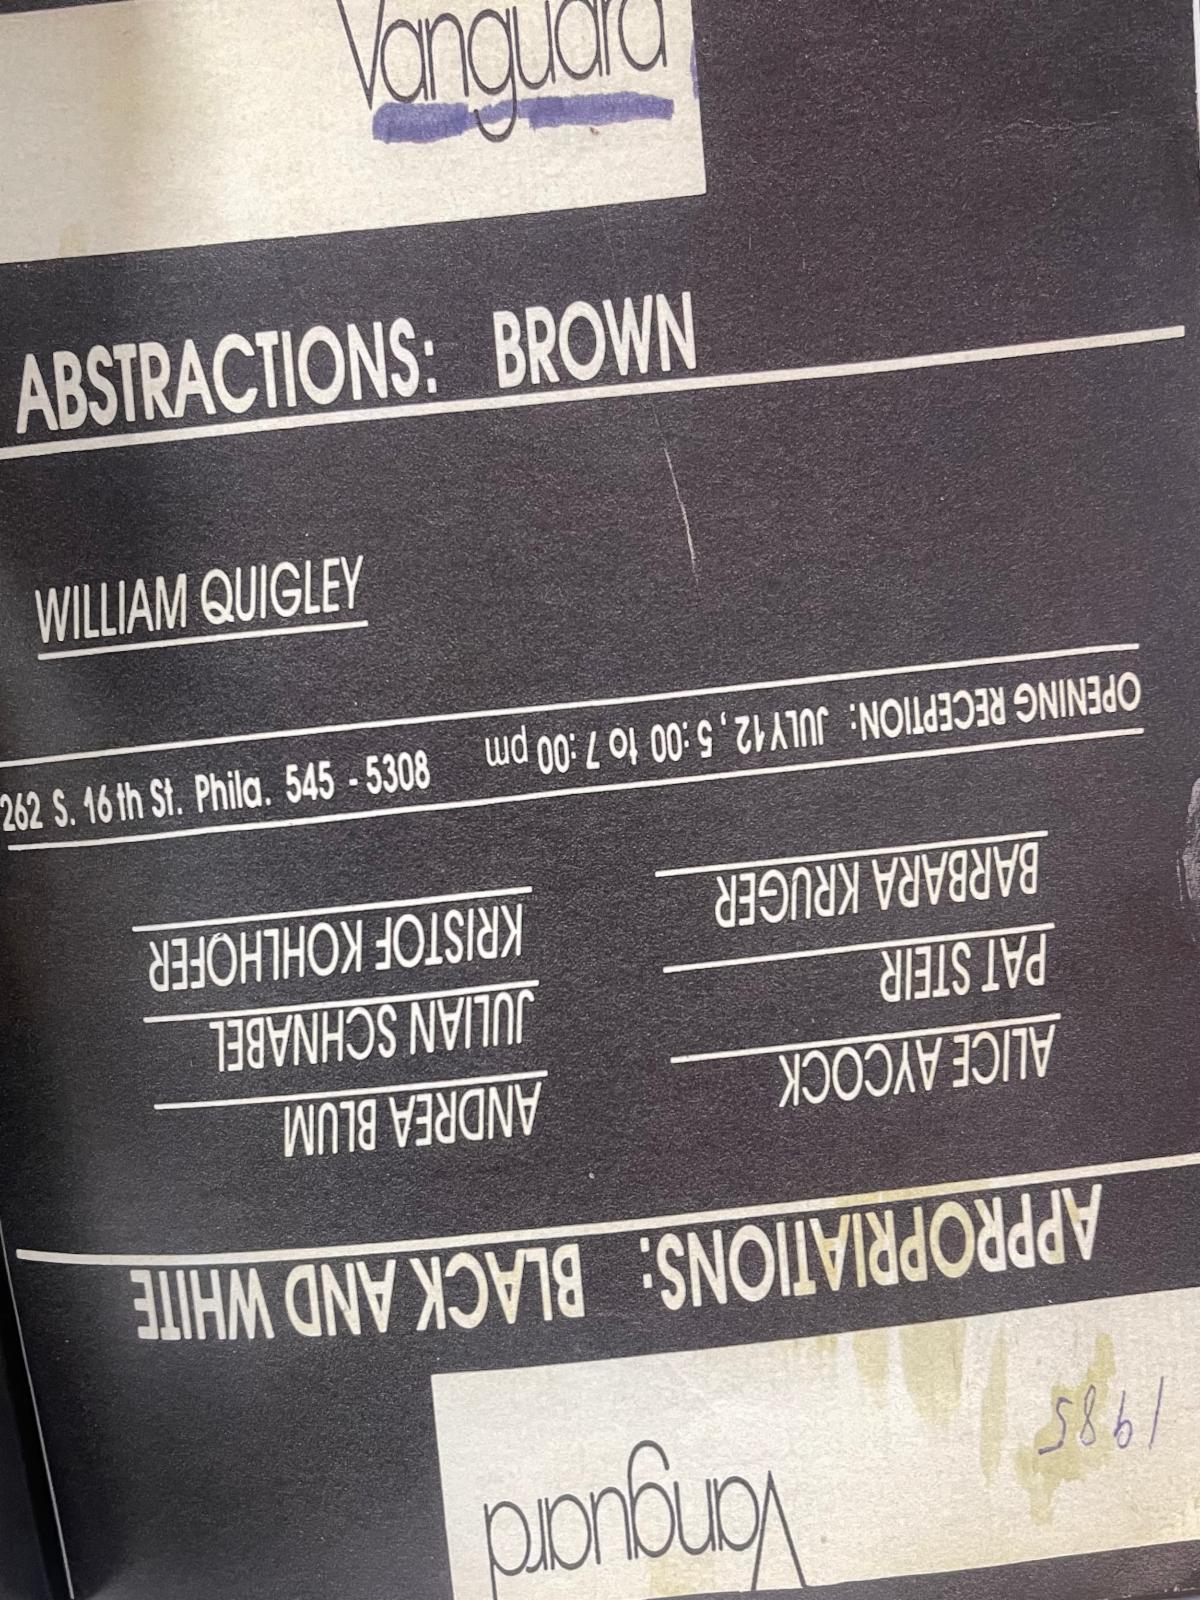 Vanguard
ABSTRACTIONS: BROWN
WILLIAM QUIGLEY
262 S. 16th St. Phila. 545 - 5308
Vanguard
1985
APPROPRIATIONS: BLACK AND WHITE
ALICE AYCOCK
ANDREA BLUM
PAT STEIR
JULIAN SCHNABEL
BARBARA KRUGER
KRISTOF KOHLHOFER
OPENING RECEPTION: JULY 12, 5:00 to 7:00 pm